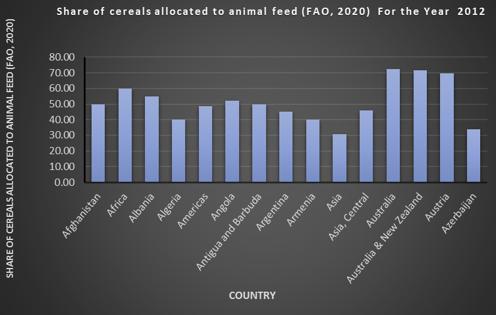 Share of cereals allocated to animal feed (FAO, 2020) For the Year 2012
SHARE OF CEREALS ALLOCATED TO ANIMAL FEED (FAO, 2020)
80.00
70.00
60.00
50.00
40.00
30.00
20.00
10.00
0.00
Afghanistan
Africa
Albania
Algeria
Americas
Angola
Antigua and Barbuda
Argentina
Armenia
Asia
Asia, Central
Australia
Australia & New Zealand
Austria
Azerbaijan
COUNTRY